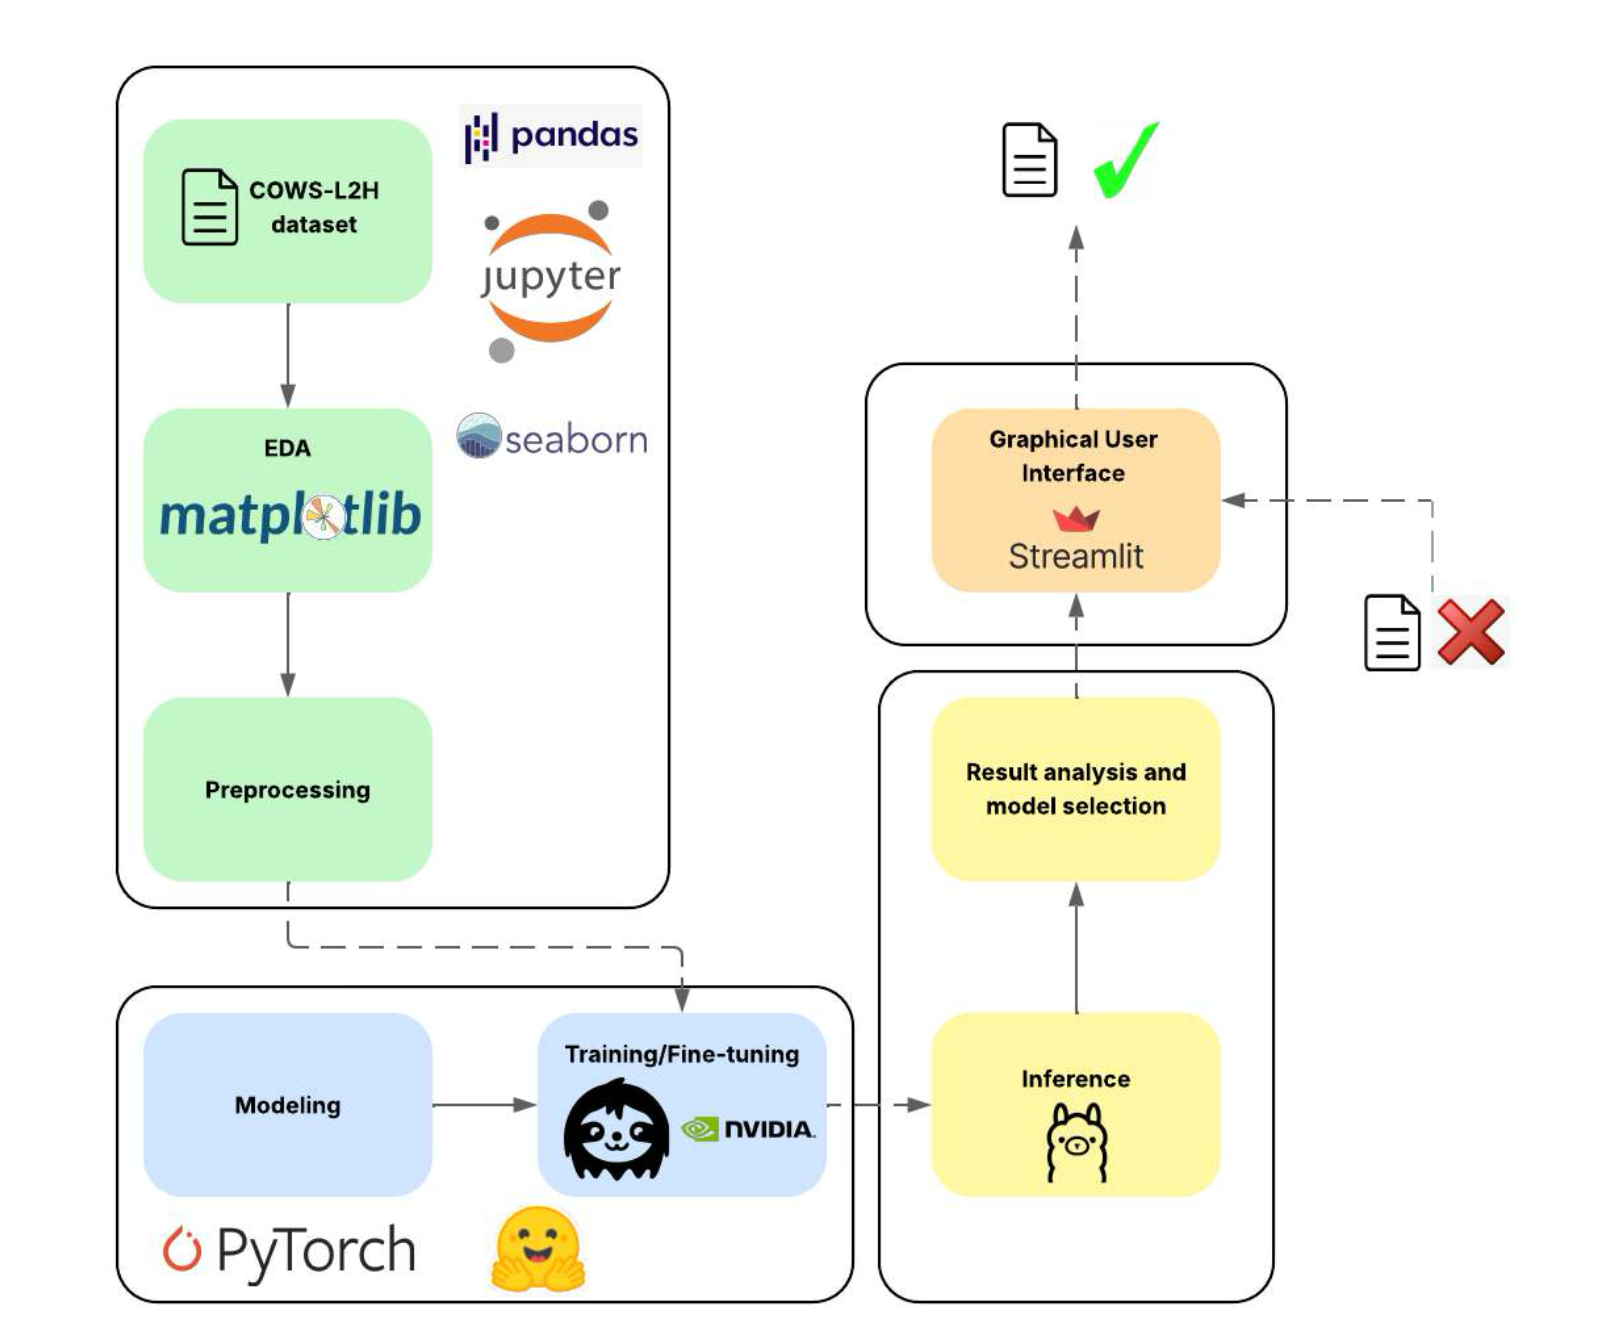 COWS-L2H
dataset
pandas
jupyter
EDA
matplotlib
seaborn
Preprocessing
Modeling
Training/Fine-tuning
NVIDIA.
PyTorch
Graphical User
Interface
Streamlit
Result analysis and
model selection
Inference